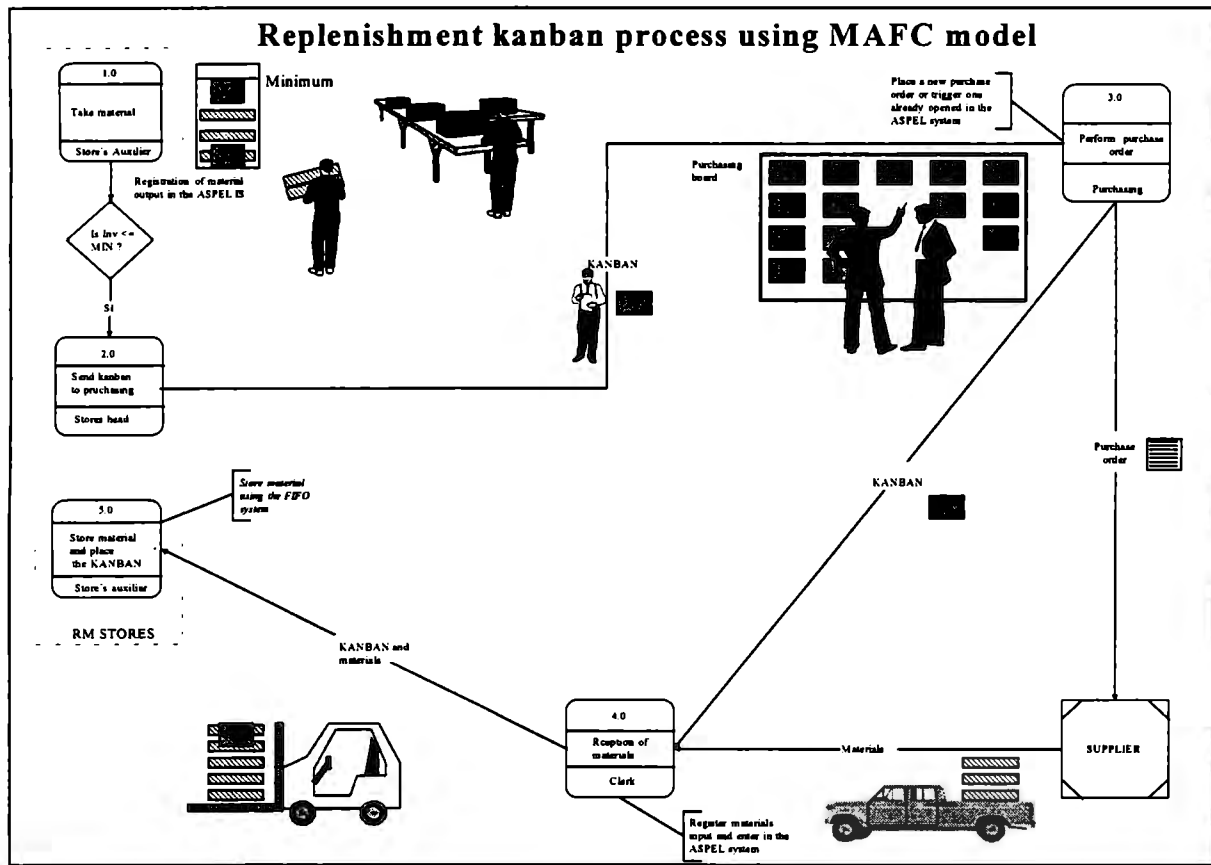 Replenishment kanban process using MAFC model
1.0
Take material
Store's Auxilier
Minimum
Registration of material
output in the ASPEL IS
Is Inv <=
MIN ?
SI
2.0
Send kanban
to pruchasing
Stores head
KANBAN
Purchasing
board
Place a new purchase
order or trigger one
already opened in the
ASPEL system
3.0
Perform purchase
order
Purchasing
Purchase
order
KANBAN
SUPPLIER
Materials
4.0
Rception of
materials
Clerk
Register materials
input and enter in the
ASPEL system
KANBAN and
materials
5.0
Store material
and place
the KANBAN
Store's auxilier
Store material
using the FIFO
system
RM STORES